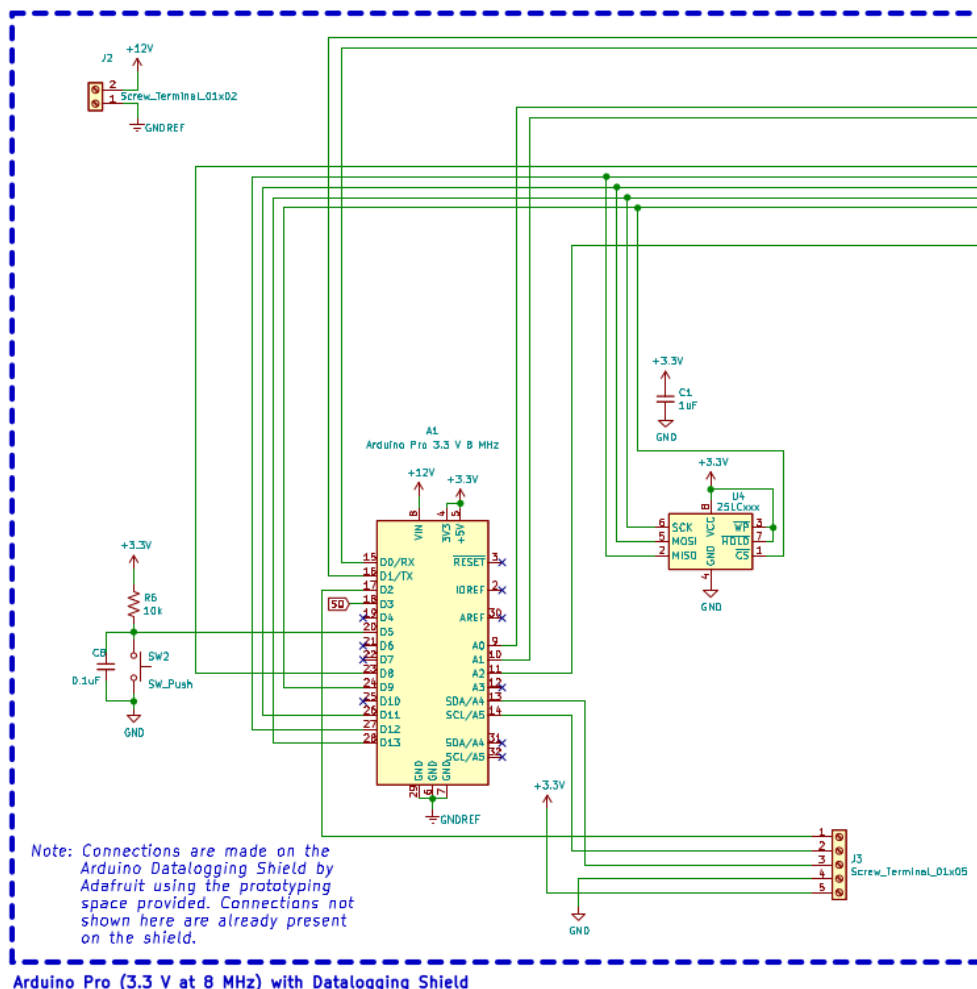 J2
+12V
2
1
Screw_Terminal_01x02
GNDREF
+3.3V
C1
1uF
GND
A1
Arduino Pro 3.3 V 8 MHz
+12V
+3.3V
8
4
5
VIN
3V3
+5V
15 D0/RX
16 D1/TX
17 D2
18 D3
19 D4
20 D5
21 D6
22 D7
23 D8
24 D9
25 D10
26 D11
27 D12
28 D13
RESET 3
IOREF 2
AREF 30
A0 9
A1 10
A2 11
A3 12
SDA/A4 13
SCL/A5 14
SDA/A4 31
SCL/A5 32
GND
GND
GND
29
6
7
GNDREF
+3.3V
U4
25LCxxx
8
VCC
6 SCK
5 MOSI
2 MISO
WP 3
HOLD 7
CS 1
GND
4
GND
+3.3V
R6
10k
C8
0.1uF
SW2
SW_Push
GND
+3.3V
1
2
3
4
5
J3
Screw_Terminal_01x05
GND
Note: Connections are made on the
Arduino Datalogging Shield by
Adafruit using the prototyping
space provided. Connections not
shown here are already present
on the shield.
Arduino Pro (3.3 V at 8 MHz) with Datalogging Shield